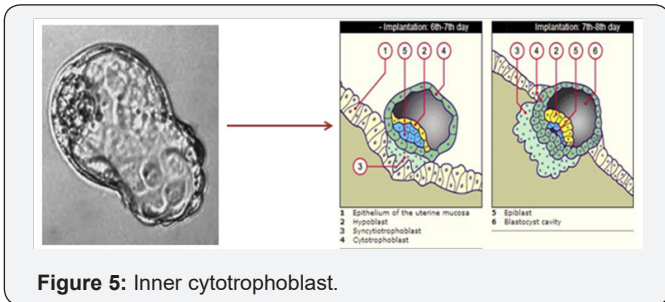 - Implantation: 6th-7th day
Implantation: 7th-8th day
1 5 2 4
3 4 2 5 6
3
1 Epithelium of the uterine mucosa
2 Hypoblast
3 Syncytiotrophoblast
4 Cytotrophoblast
5 Epiblast
6 Blastocyst cavity
Figure 5: Inner cytotrophoblast.